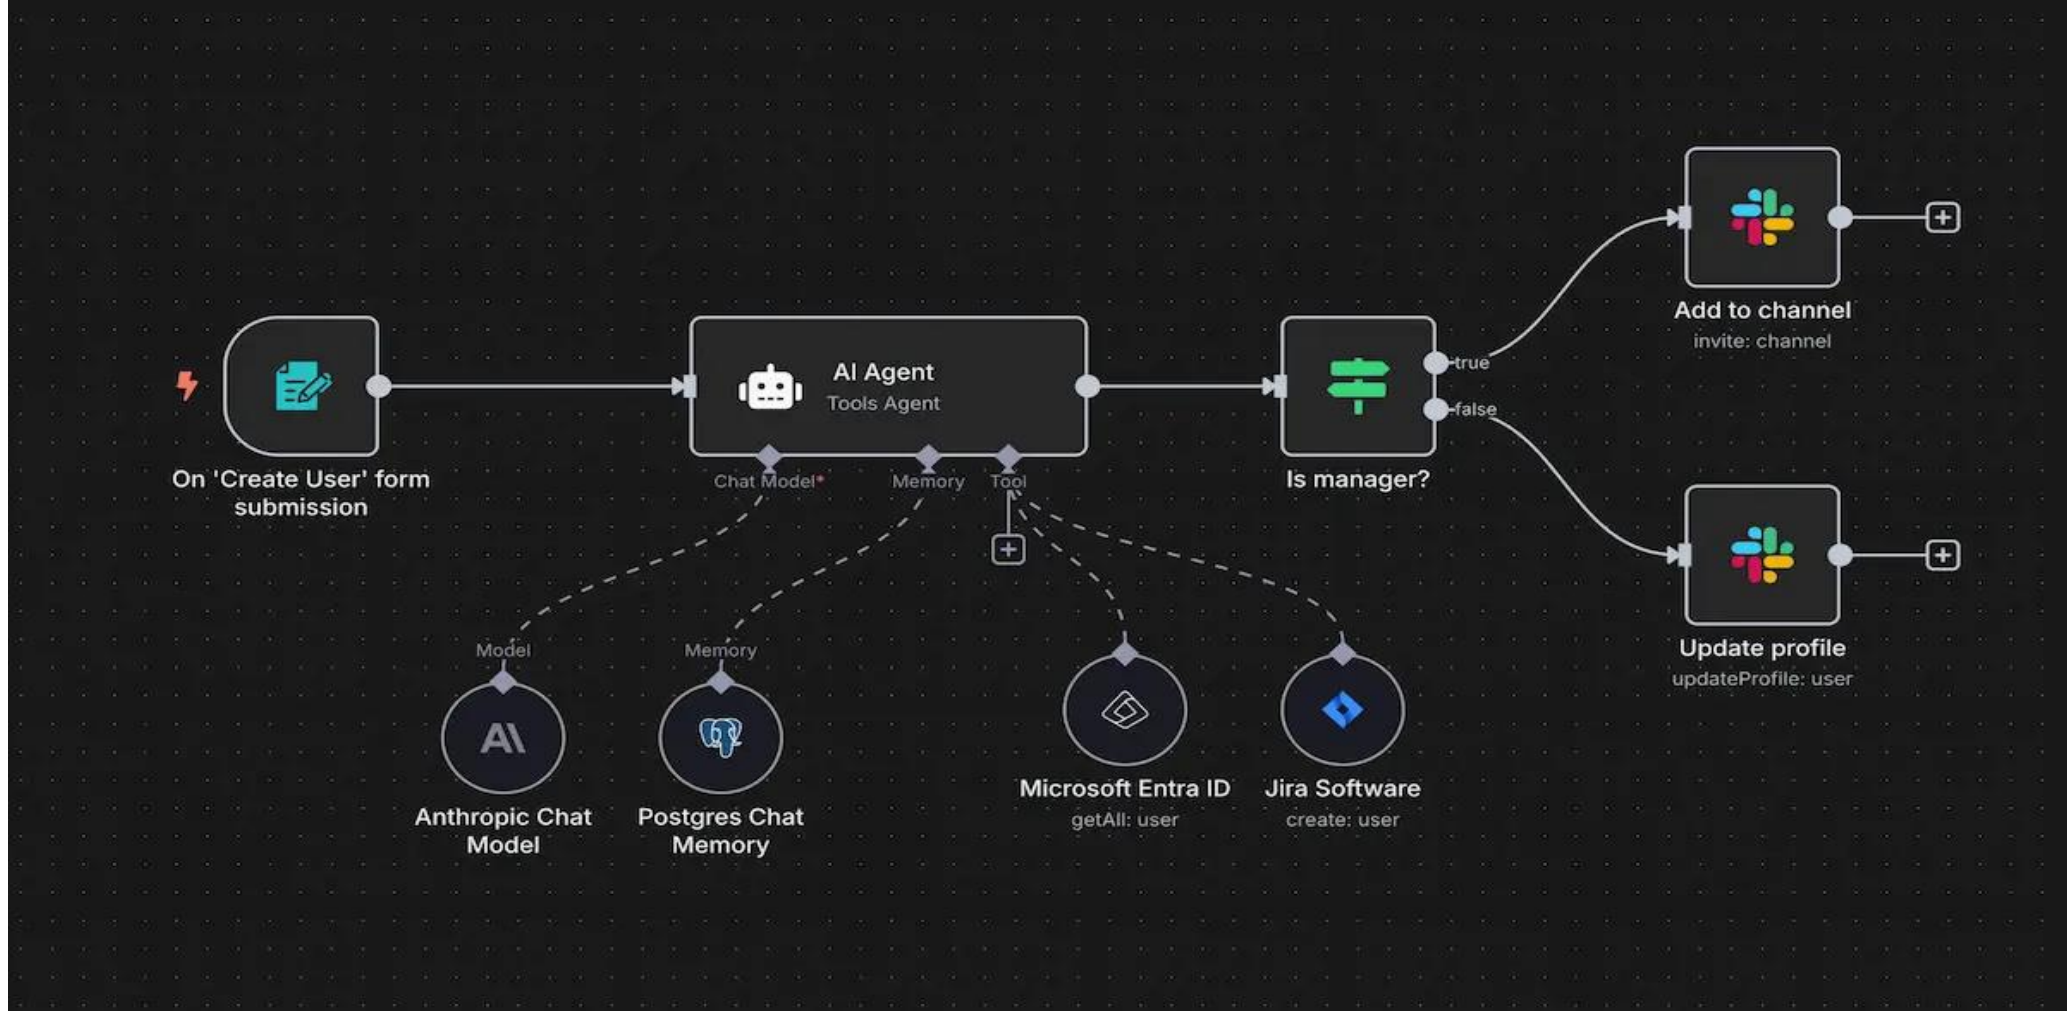 On 'Create User' form
submission
AI Agent
Tools Agent
Chat Model*
Memory
Tool
Is manager?
true
false
Add to channel
invite: channel
Update profile
updateProfile: user
Model
Anthropic Chat
Model
Memory
Postgres Chat
Memory
Microsoft Entra ID
getAll: user
Jira Software
create: user